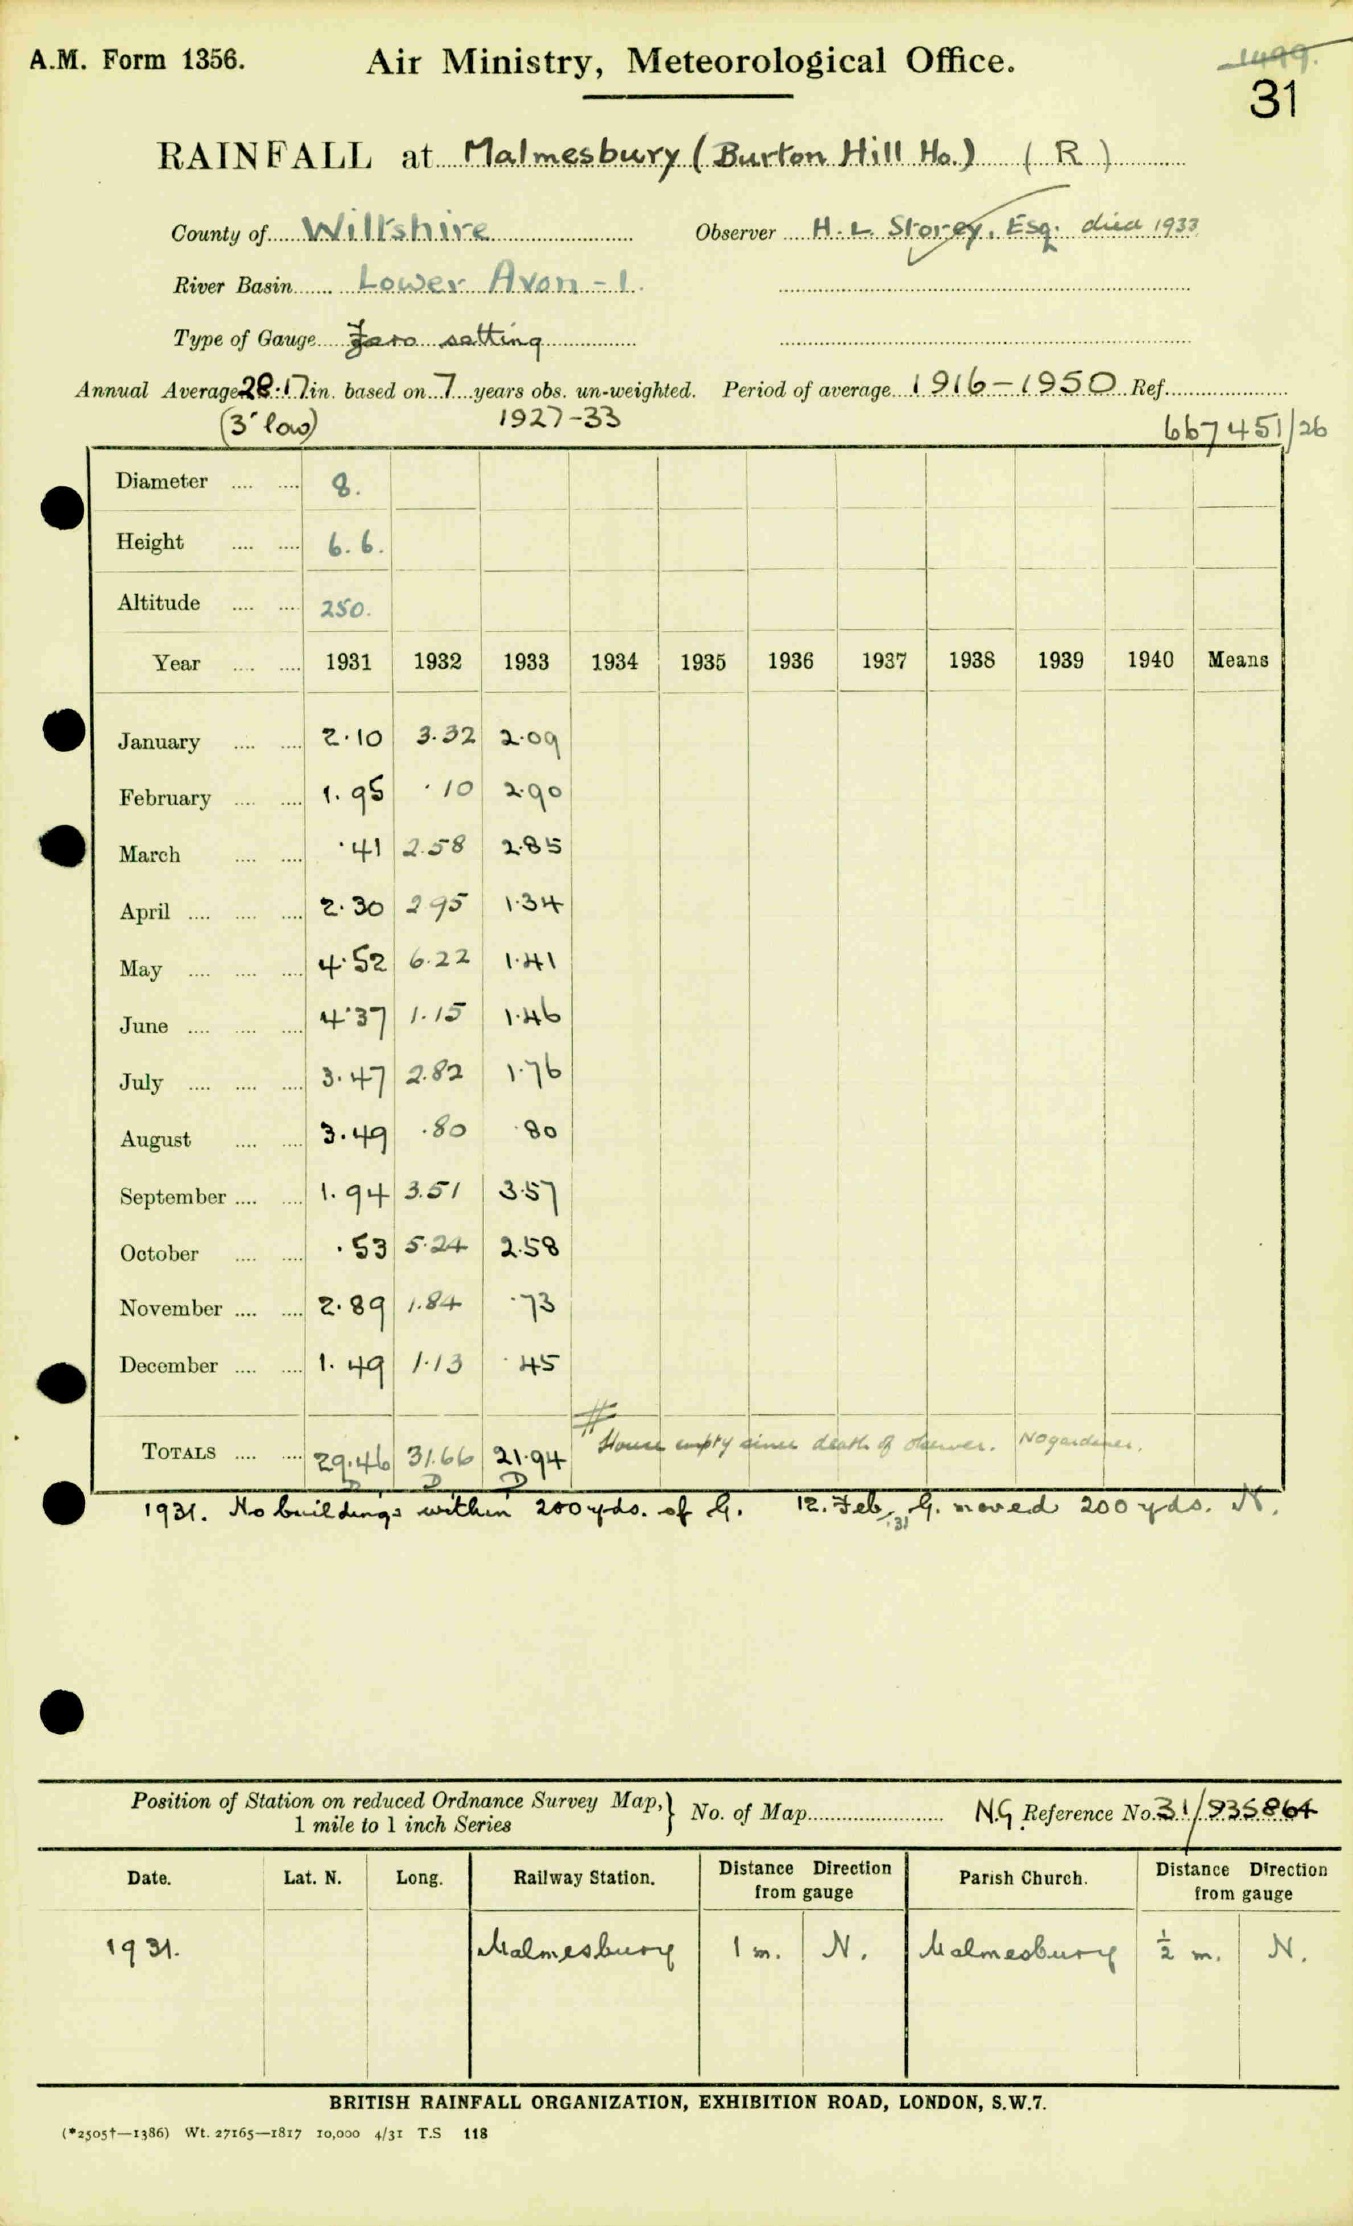 A.M. Form 1356.
Air Ministry, Meteorological Office.
1499.
31
RAINFALL at Malmesbury (Burton Hill Ho.) (R)
County of Wiltshire Observer H. L. Storey, Esq. died 1933
River Basin Lower Avon - 1.
Type of Gauge Zero setting
Annual Average 28.17 in. based on 7 years obs. un-weighted. Period of average 1916-1950 Ref.
(3" low) 1927-33 667451/26
Diameter 8.
Height 6.6.
Altitude 250.
Year 1931 1932 1933 1934 1935 1936 1937 1938 1939 1940 Means
January 2.10 3.32 2.09
February 1.95 .10 2.90
March .41 2.58 2.85
April 2.30 2 95 1.34
May 4.52 6.22 1.41
June 4.37 1.15 1.46
July 3.47 2.82 1.76
August 3.49 .80 .80
September 1.94 3.51 3.57
October .53 5.24 2.58
November 2.89 1.84 .73
December 1.49 1.13 .45
# House empty since death of observer. No gardener.
TOTALS 29.46 31.66 21.94
D D D
1931. No buildings within 200 yds. of G. 12. Feb. 31 G. moved 200 yds. N.
Position of Station on reduced Ordnance Survey Map,} No. of Map N.G. Reference No. 31/935864
1 mile to 1 inch Series
Date. Lat. N. Long. Railway Station. Distance Direction from gauge Parish Church. Distance Direction from gauge
1931. Malmesbury 1 m. N. Malmesbury ½ m. N.
BRITISH RAINFALL ORGANIZATION, EXHIBITION ROAD, LONDON, S.W.7.
(*2505†—1386) Wt. 27165—1817 10,000 4/31 T.S 118